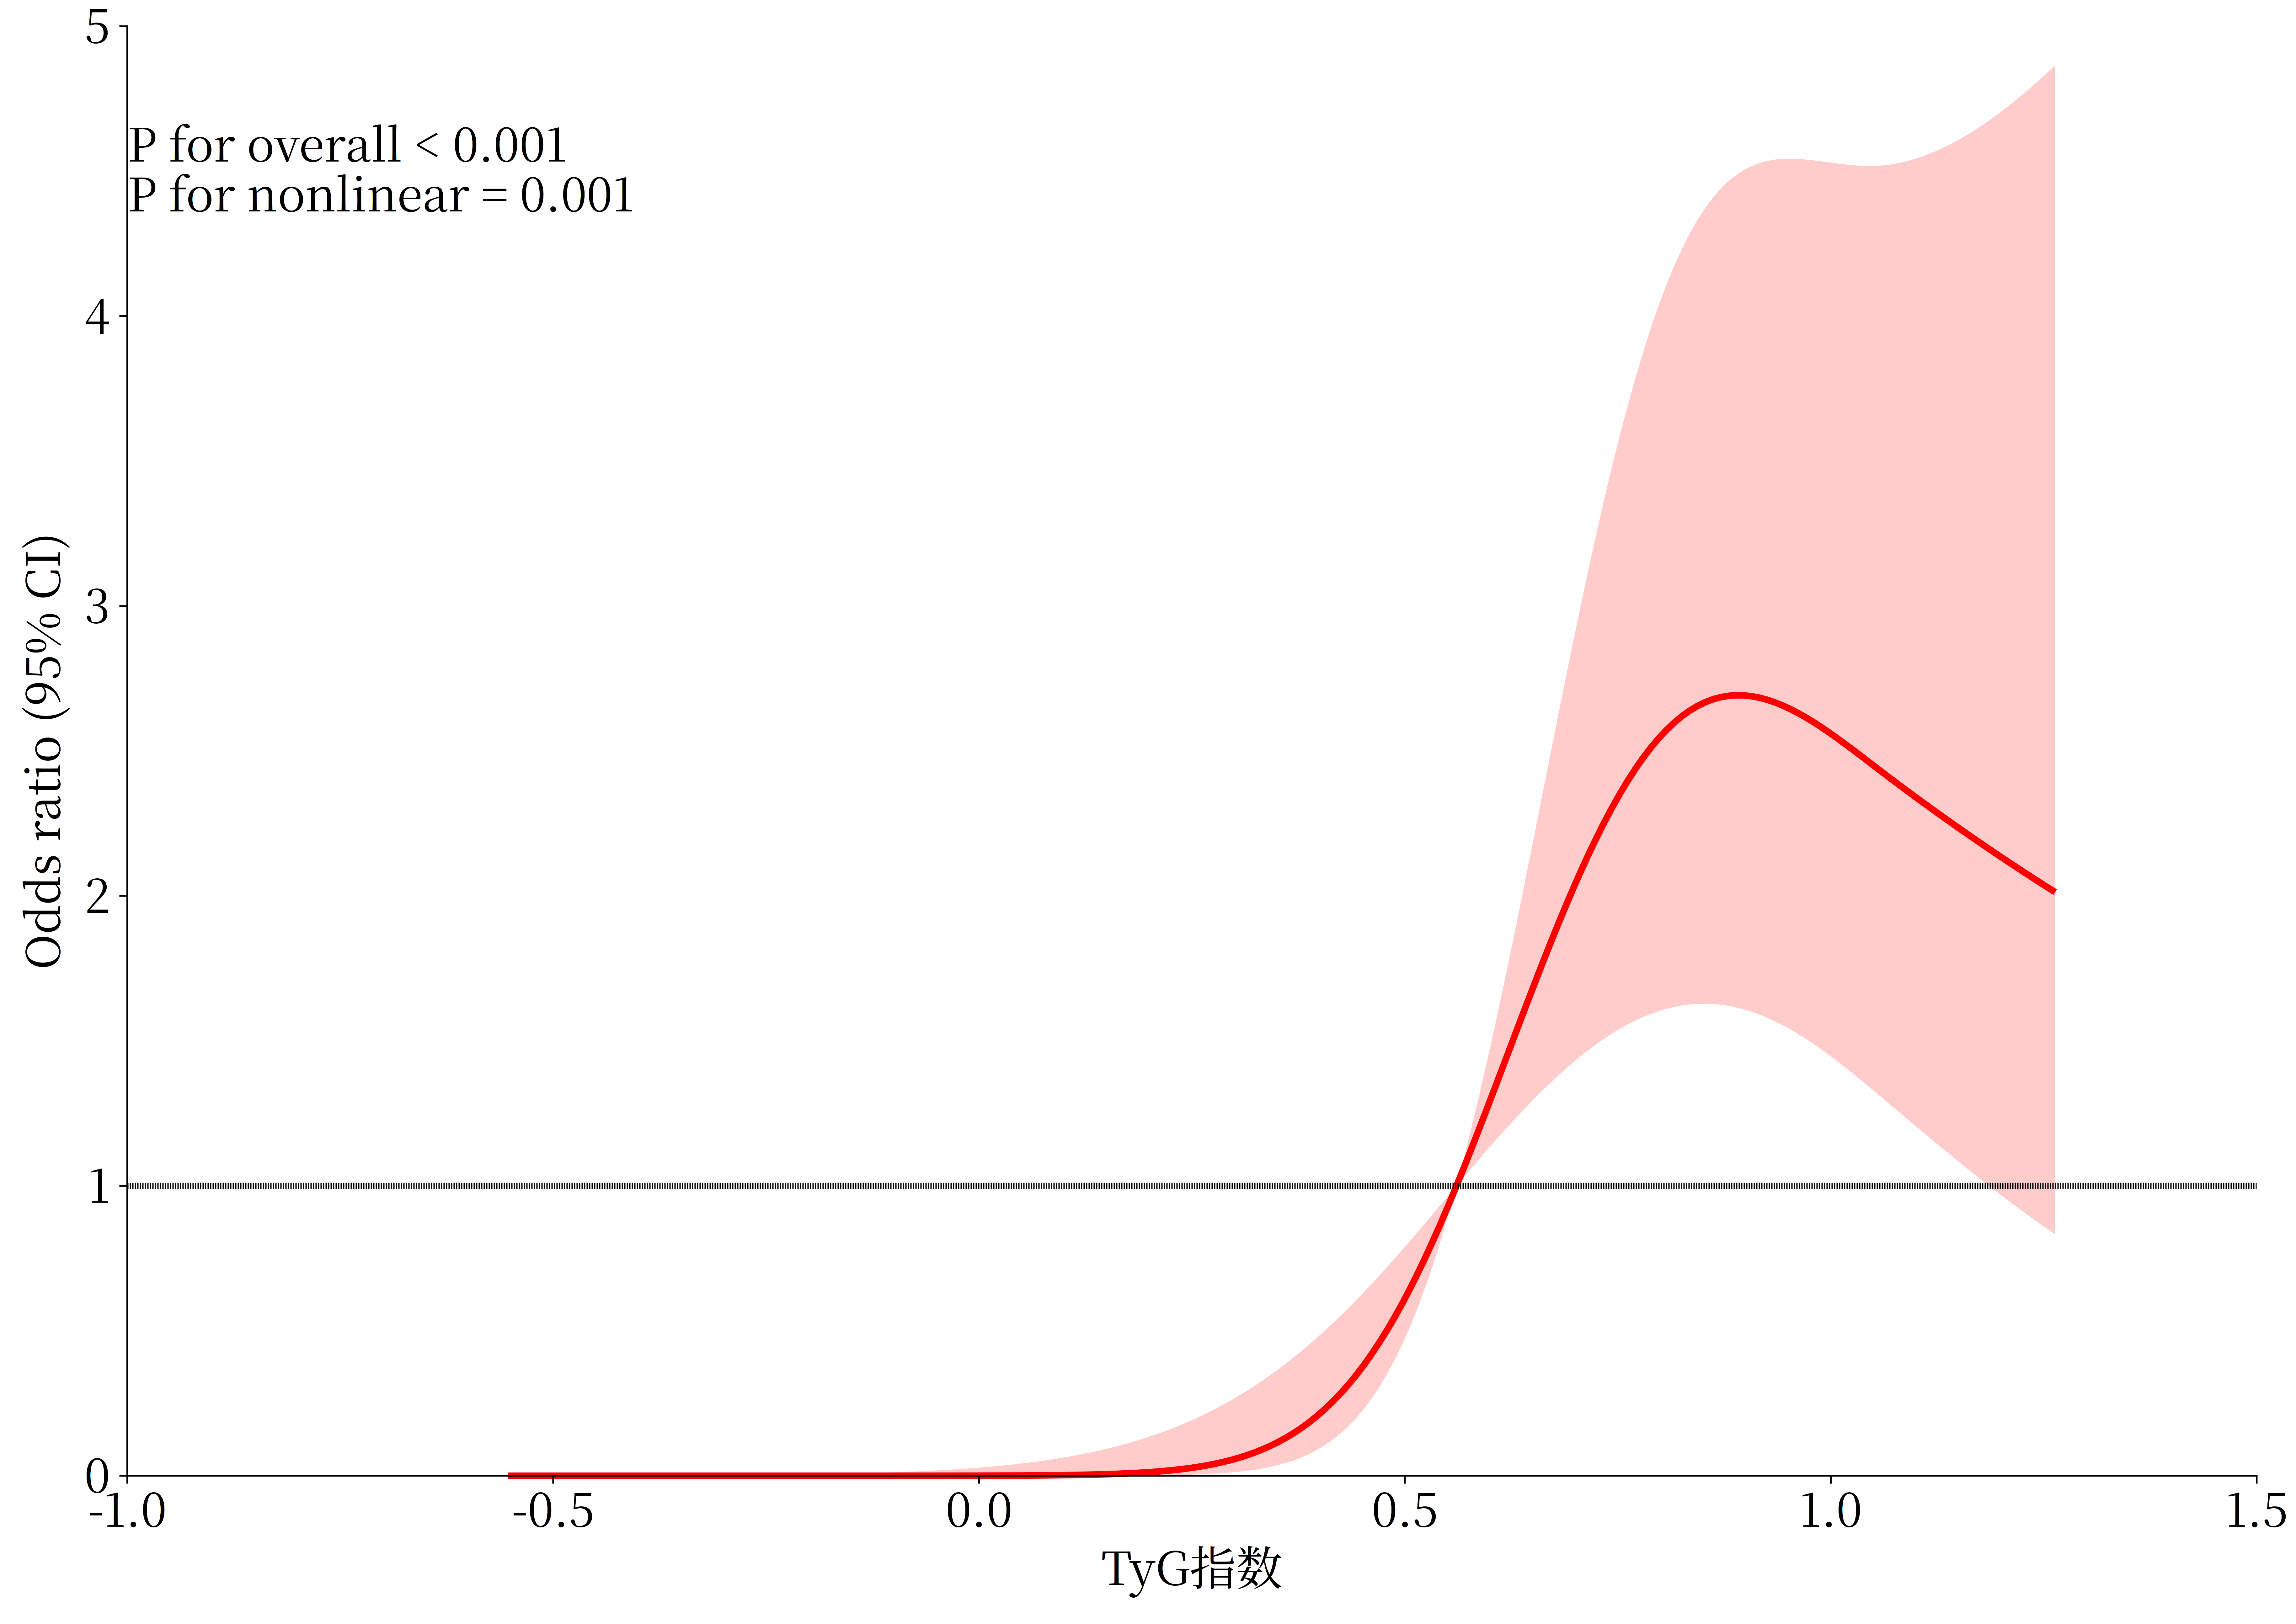 5
P for overall < 0.001
P for nonlinear = 0.001
4
3
2
1
0
Odds ratio (95% CI)
-1.0 -0.5 0.0 0.5 1.0 1.5
TyG指数